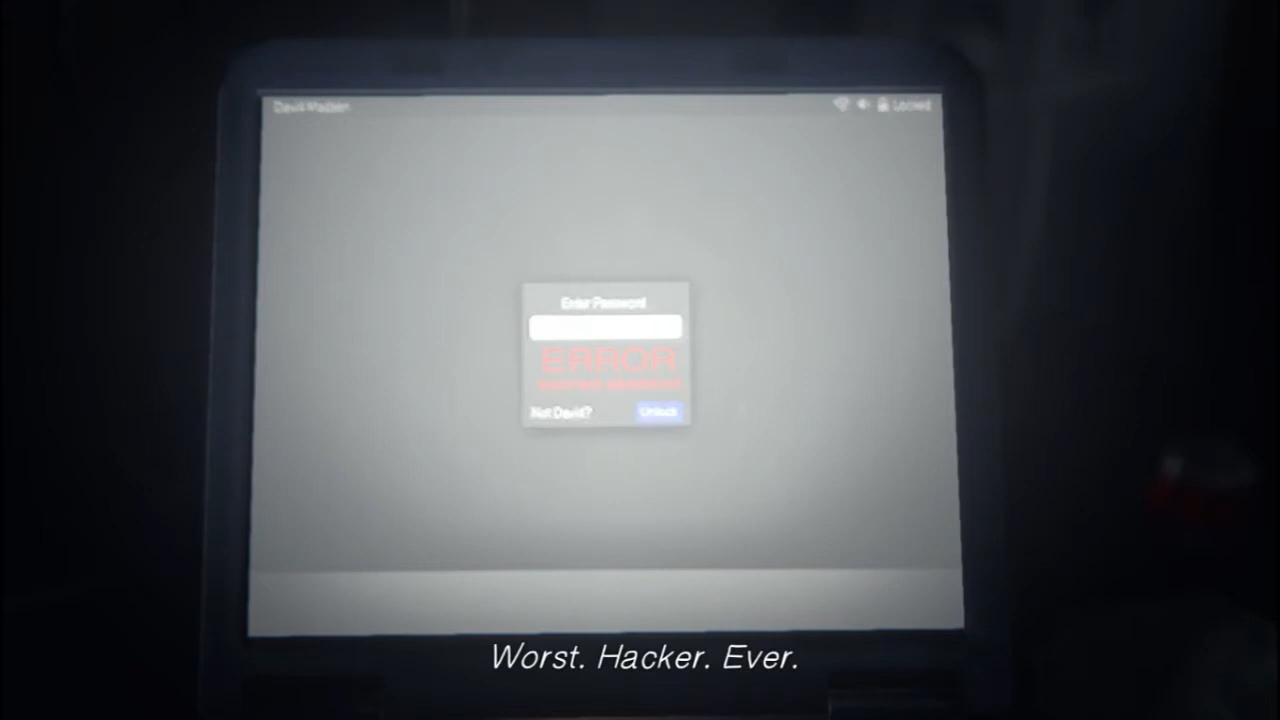 David Madsen
Locked
Enter Password
ERROR
Not David?
Unlock
Worst. Hacker. Ever.